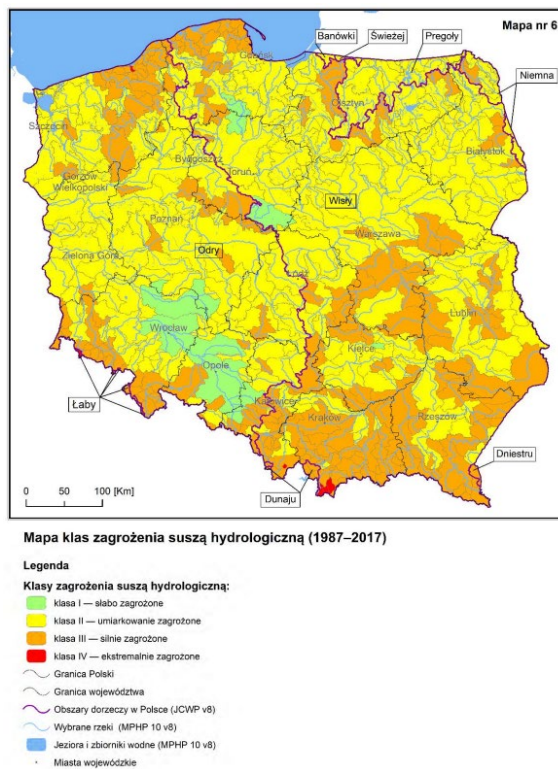 Mapa nr 6
Banówki
Świeżej
Pregoły
Niemna
Gdańsk
Olsztyn
Szczecin
Białystok
Bydgoszcz
Toruń
Gorzów
Wielkopolski
Wisły
Poznań
Warszawa
Odry
Zielona Góra
Łódź
Wrocław
Lublin
Opole
Kielce
Łaby
Katowice
Kraków
Rzeszów
Dniestru
Dunaju
0 50 100 [Km]
Mapa klas zagrożenia suszą hydrologiczną (1987–2017)
Legenda
Klasy zagrożenia suszą hydrologiczną:
klasa I — słabo zagrożone
klasa II — umiarkowanie zagrożone
klasa III — silnie zagrożone
klasa IV — ekstremalnie zagrożone
Granica Polski
Granica województwa
Obszary dorzeczy w Polsce (JCWP v8)
Wybrane rzeki (MPHP 10 v8)
Jeziora i zbiorniki wodne (MPHP 10 v8)
Miasta wojewódzkie